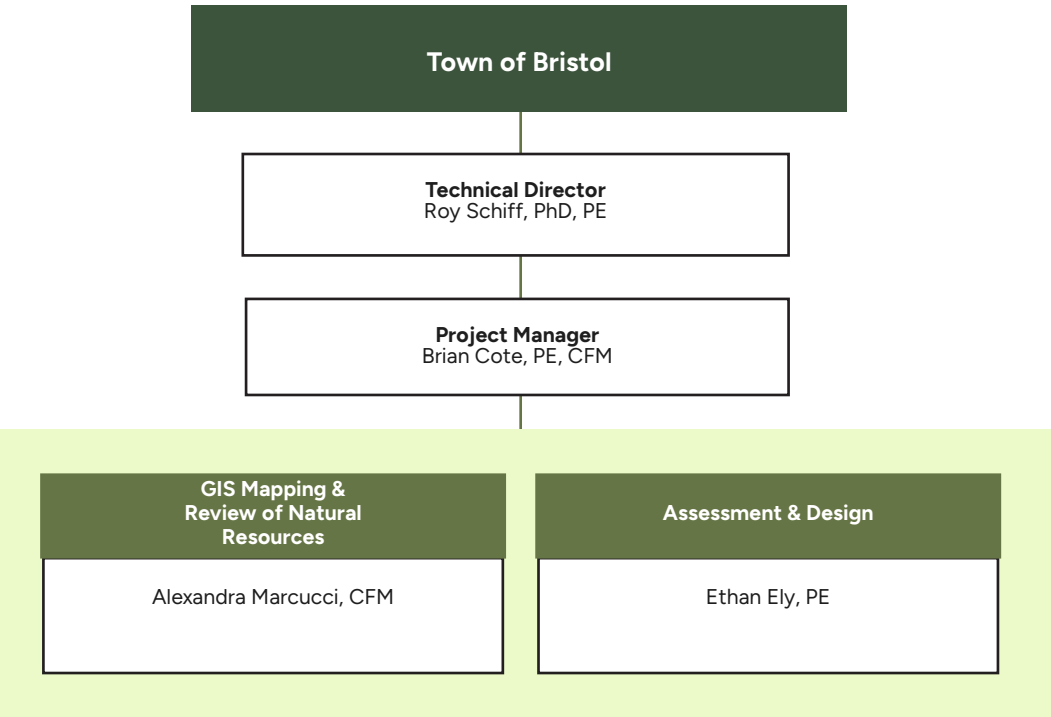 Town of Bristol
Technical Director
Roy Schiff, PhD, PE
Project Manager
Brian Cote, PE, CFM
GIS Mapping &
Review of Natural
Resources
Alexandra Marcucci, CFM
Assessment & Design
Ethan Ely, PE